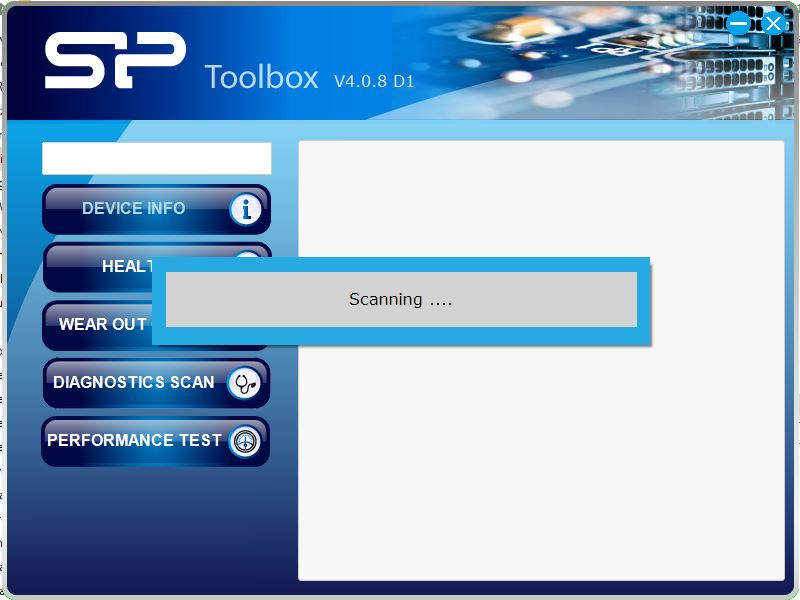 SP Toolbox V4.0.8 D1
DEVICE INFO
HEALT
WEAR OUT
Scanning ....
DIAGNOSTICS SCAN
PERFORMANCE TEST